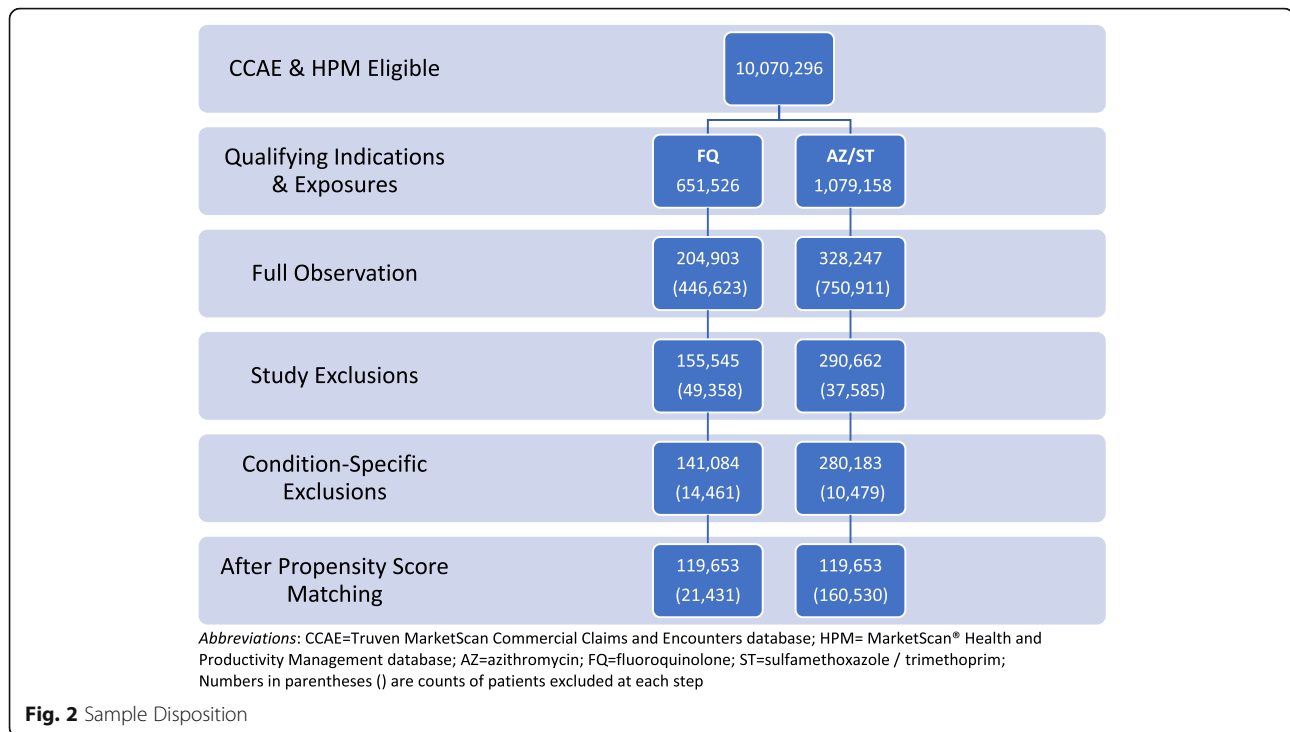 CCAE & HPM Eligible
10,070,296
Qualifying Indications
& Exposures
FQ
651,526
AZ/ST
1,079,158
Full Observation
204,903
(446,623)
328,247
(750,911)
Study Exclusions
155,545
(49,358)
290,662
(37,585)
Condition-Specific
Exclusions
141,084
(14,461)
280,183
(10,479)
After Propensity Score
Matching
119,653
(21,431)
119,653
(160,530)
Abbreviations: CCAE=Truven MarketScan Commercial Claims and Encounters database; HPM= MarketScan® Health and
Productivity Management database; AZ=azithromycin; FQ=fluoroquinolone; ST=sulfamethoxazole / trimethoprim;
Numbers in parentheses () are counts of patients excluded at each step
Fig. 2 Sample Disposition